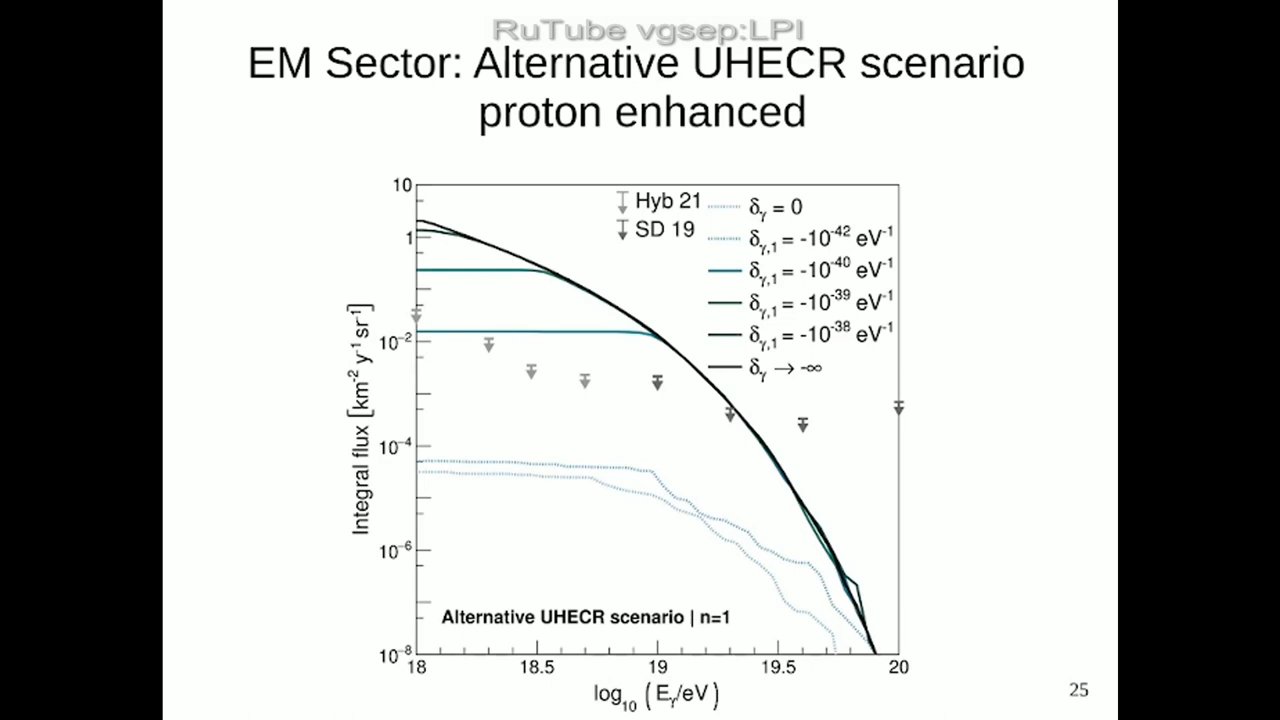 RuTube vgsep:LPI
EM Sector: Alternative UHECR scenario
proton enhanced
Hyb 21
SD 19
δγ = 0
δγ,1 = -10⁻⁴² eV⁻¹
δγ,1 = -10⁻⁴⁰ eV⁻¹
δγ,1 = -10⁻³⁹ eV⁻¹
δγ,1 = -10⁻³⁸ eV⁻¹
δγ → -∞
10
1
10⁻²
10⁻⁴
10⁻⁶
10⁻⁸
Integral flux [km⁻² y⁻¹ sr⁻¹]
Alternative UHECR scenario | n=1
18 18.5 19 19.5 20
log₁₀ (Eγ/eV)
25